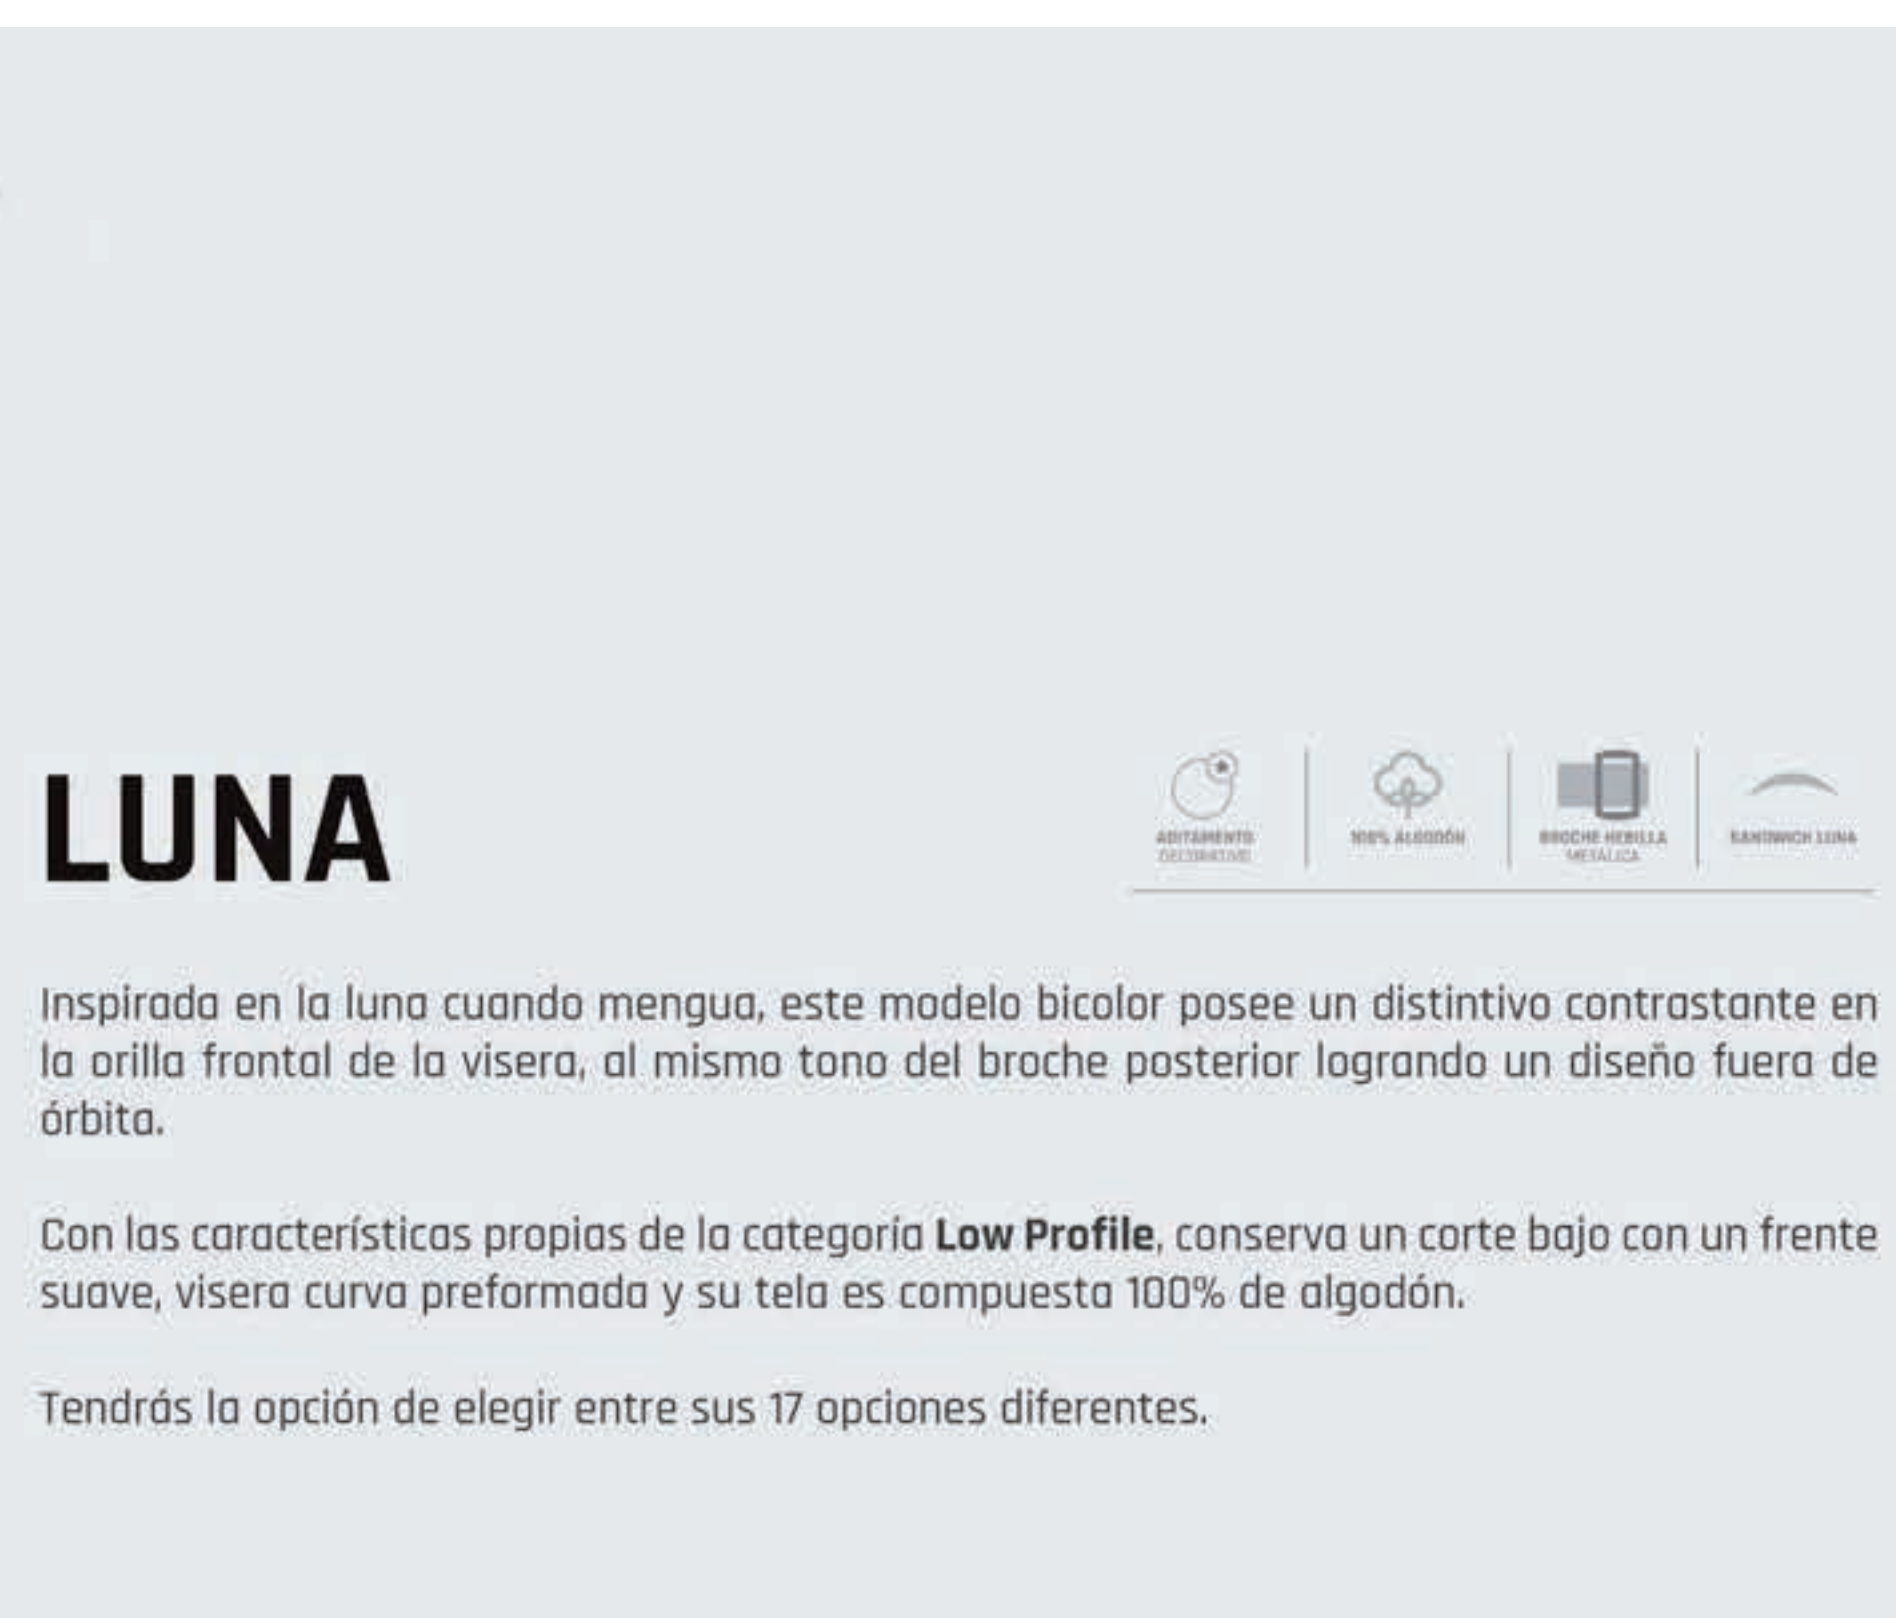 LUNA
ADITAMENTO
DECORATIVO
100% ALGODÓN
BROCHE HEBILLA
METÁLICA
SANDWICH LUNA
Inspirada en la luna cuando mengua, este modelo bicolor posee un distintivo contrastante en
la orilla frontal de la visera, al mismo tono del broche posterior logrando un diseño fuera de
órbita.
Con las características propias de la categoría Low Profile, conserva un corte bajo con un frente
suave, visera curva preformada y su tela es compuesta 100% de algodón.
Tendrás la opción de elegir entre sus 17 opciones diferentes.